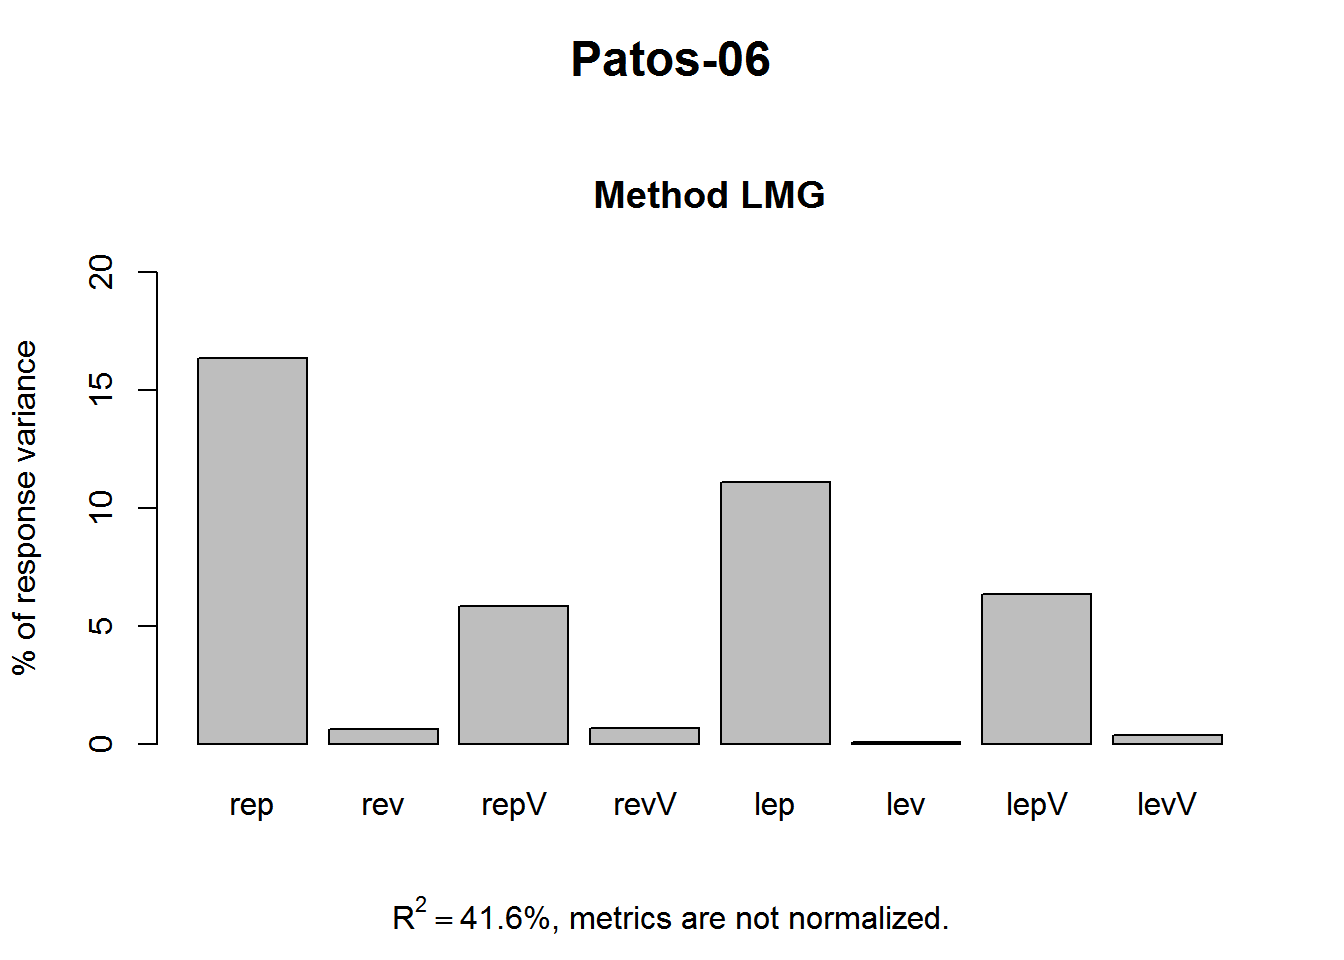 Patos-06
Method LMG
% of response variance
20
15
10
5
0
rep rev repV revV lep lev lepV levV
R² = 41.6%, metrics are not normalized.